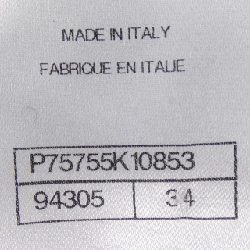 MADE IN ITALY
FABRIQUE EN ITALIE
P75755K10853
94305 34